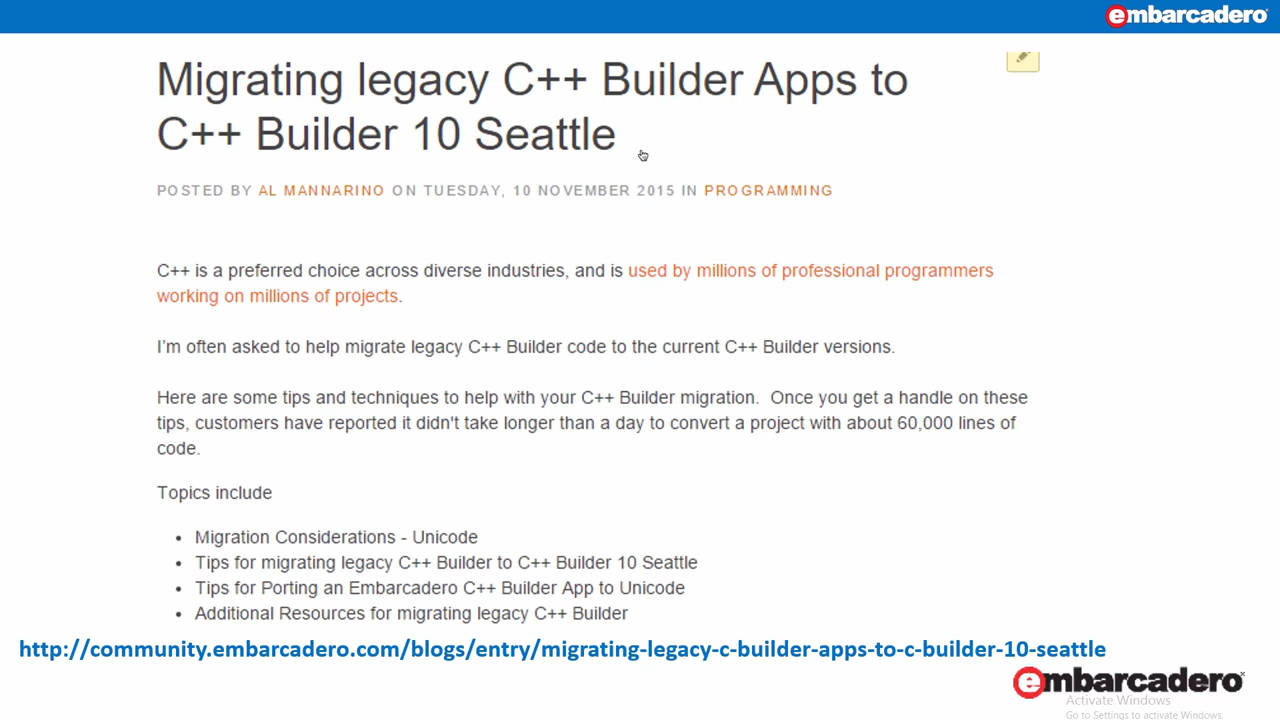 embarcadero
Migrating legacy C++ Builder Apps to
C++ Builder 10 Seattle
POSTED BY AL MANNARINO ON TUESDAY, 10 NOVEMBER 2015 IN PROGRAMMING
C++ is a preferred choice across diverse industries, and is used by millions of professional programmers
working on millions of projects.
I'm often asked to help migrate legacy C++ Builder code to the current C++ Builder versions.
Here are some tips and techniques to help with your C++ Builder migration.  Once you get a handle on these
tips, customers have reported it didn't take longer than a day to convert a project with about 60,000 lines of
code.
Topics include
• Migration Considerations - Unicode
• Tips for migrating legacy C++ Builder to C++ Builder 10 Seattle
• Tips for Porting an Embarcadero C++ Builder App to Unicode
• Additional Resources for migrating legacy C++ Builder
http://community.embarcadero.com/blogs/entry/migrating-legacy-c-builder-apps-to-c-builder-10-seattle
embarcadero
Activate Windows
Go to Settings to activate Windows.